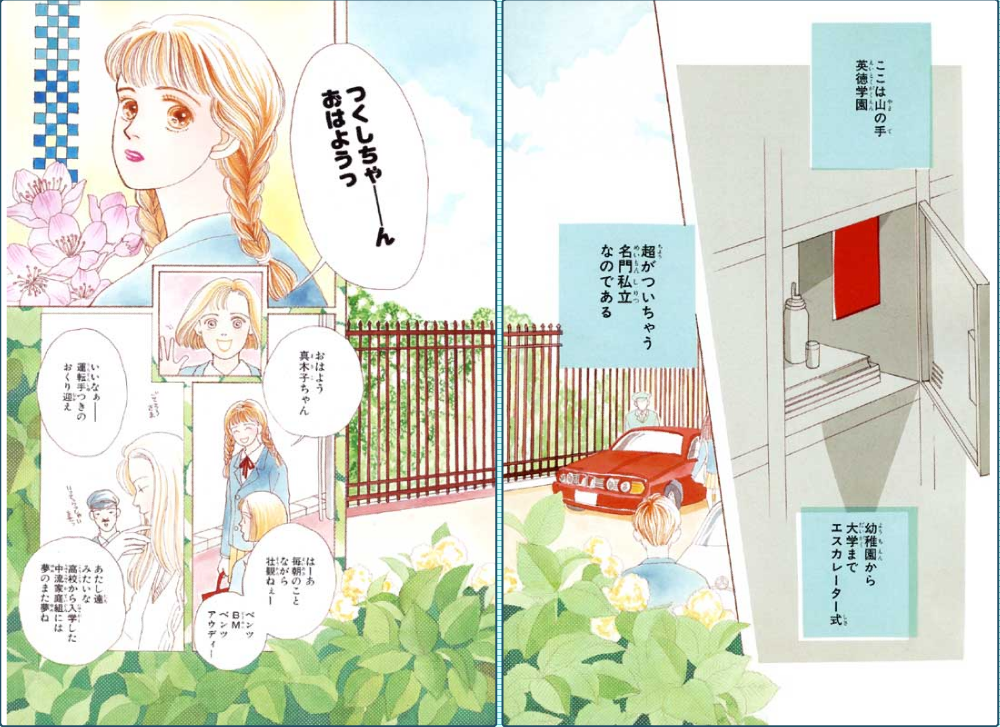 ここは山の手
英徳学園
超がついちゃう
名門私立
なのである
幼稚園から
大学まで
エスカレーター式
つくしちゃーーん
おはようっ
おはよう
真木子ちゃん
はーあ
毎朝のこと
ながら
壮観ねぇー
ベンツ
BM
ベンツ
アウディー
いいなぁー
運転手つきの
おくり迎え
あたし達
みたいな
高校から入学した
中流家庭組には
夢のまた夢ね